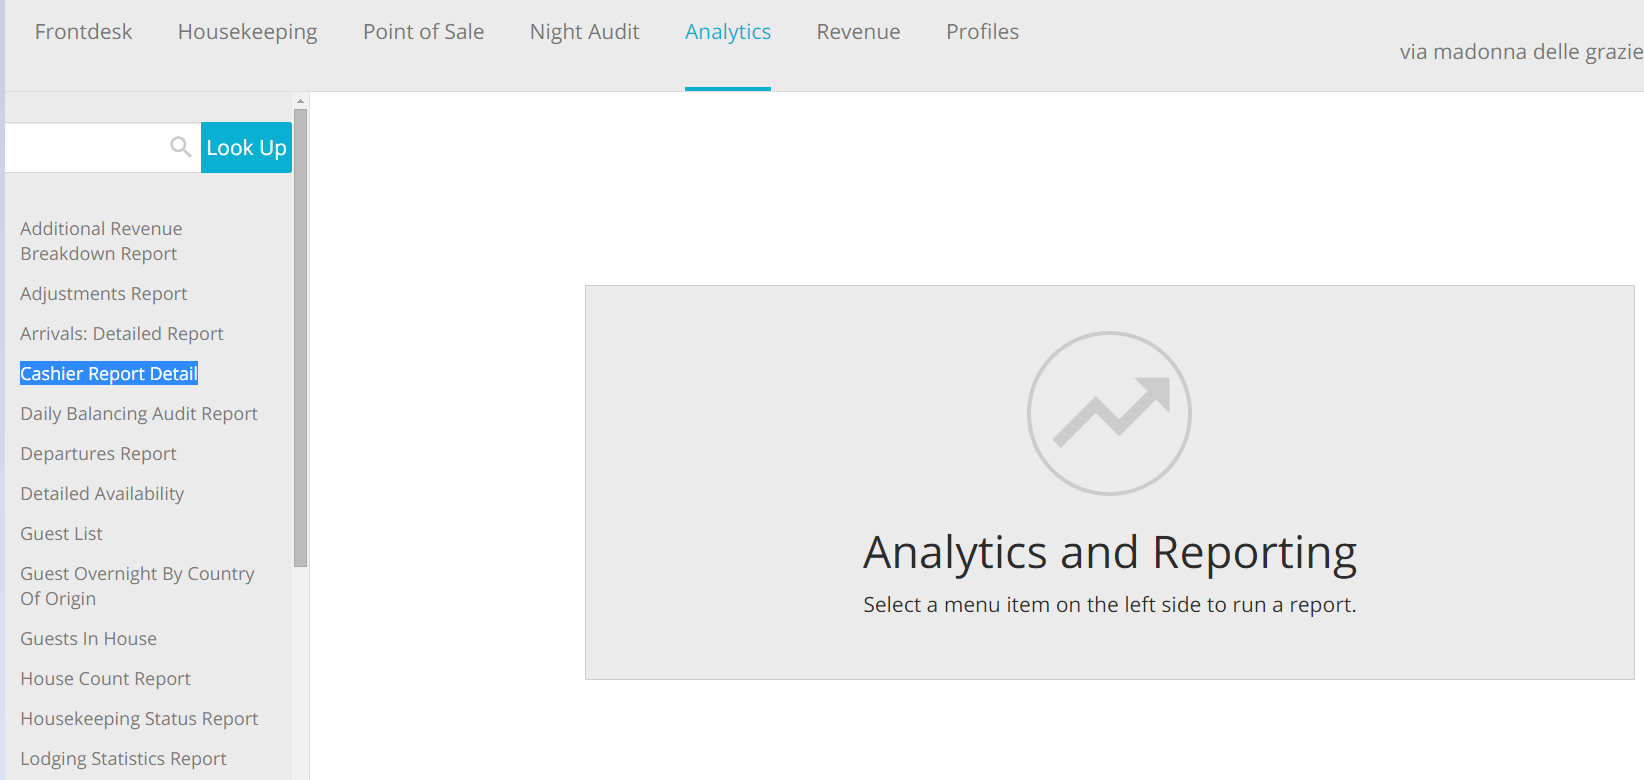 Frontdesk
Housekeeping
Point of Sale
Night Audit
Analytics
Revenue
Profiles
via madonna delle grazie
Look Up
Additional Revenue
Breakdown Report
Adjustments Report
Arrivals: Detailed Report
Cashier Report Detail
Daily Balancing Audit Report
Departures Report
Detailed Availability
Guest List
Guest Overnight By Country
Of Origin
Guests In House
House Count Report
Housekeeping Status Report
Lodging Statistics Report
Analytics and Reporting
Select a menu item on the left side to run a report.